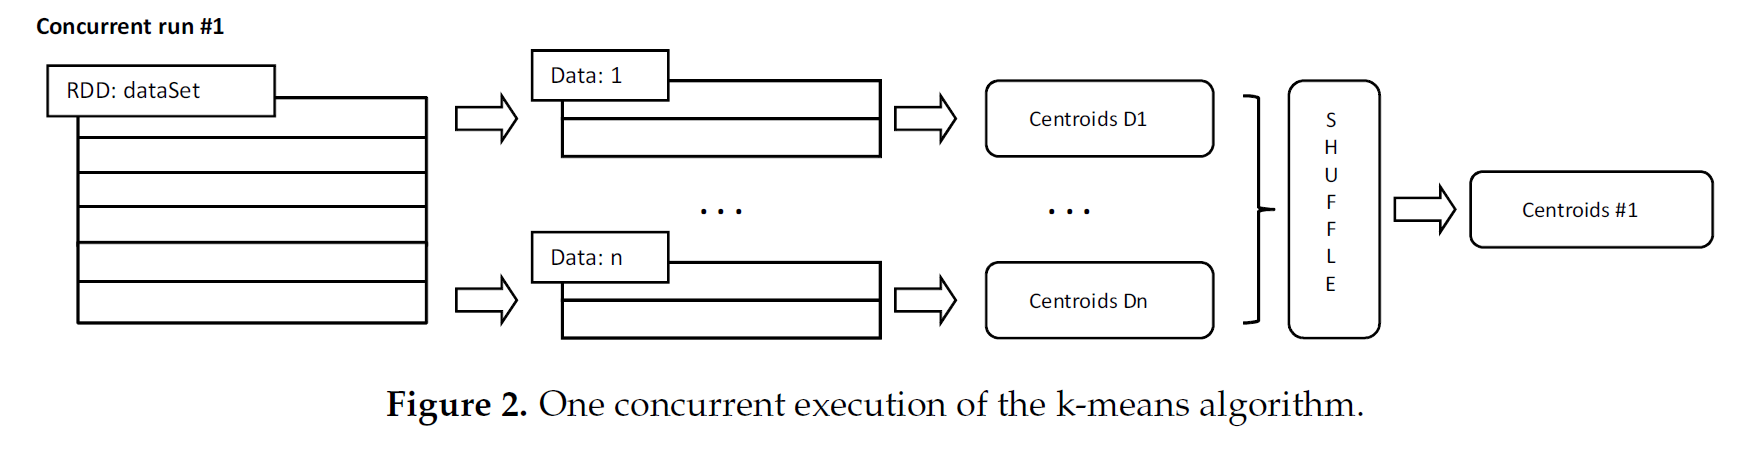 Concurrent run #1
RDD: dataSet
Data: 1
Centroids D1
...
...
Data: n
Centroids Dn
S
H
U
F
F
L
E
Centroids #1
Figure 2. One concurrent execution of the k-means algorithm.